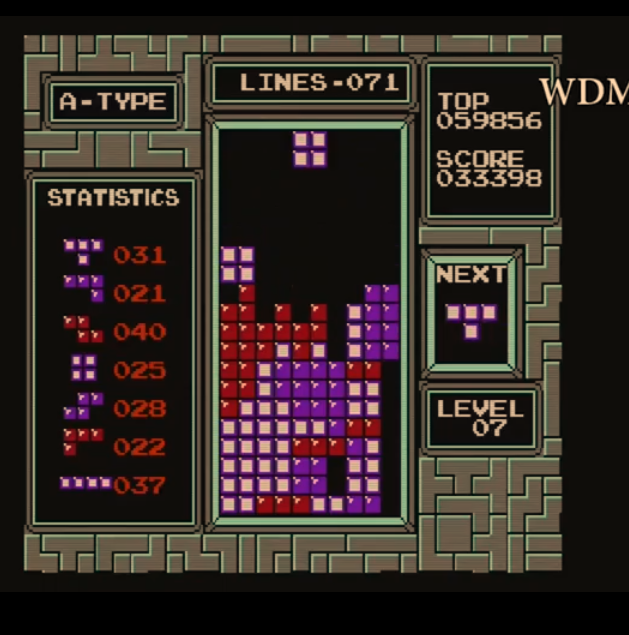 LINES-071
A-TYPE
TOP
059856
WDM
SCORE
033398
STATISTICS
031
021
040
025
028
022
037
NEXT
LEVEL
07